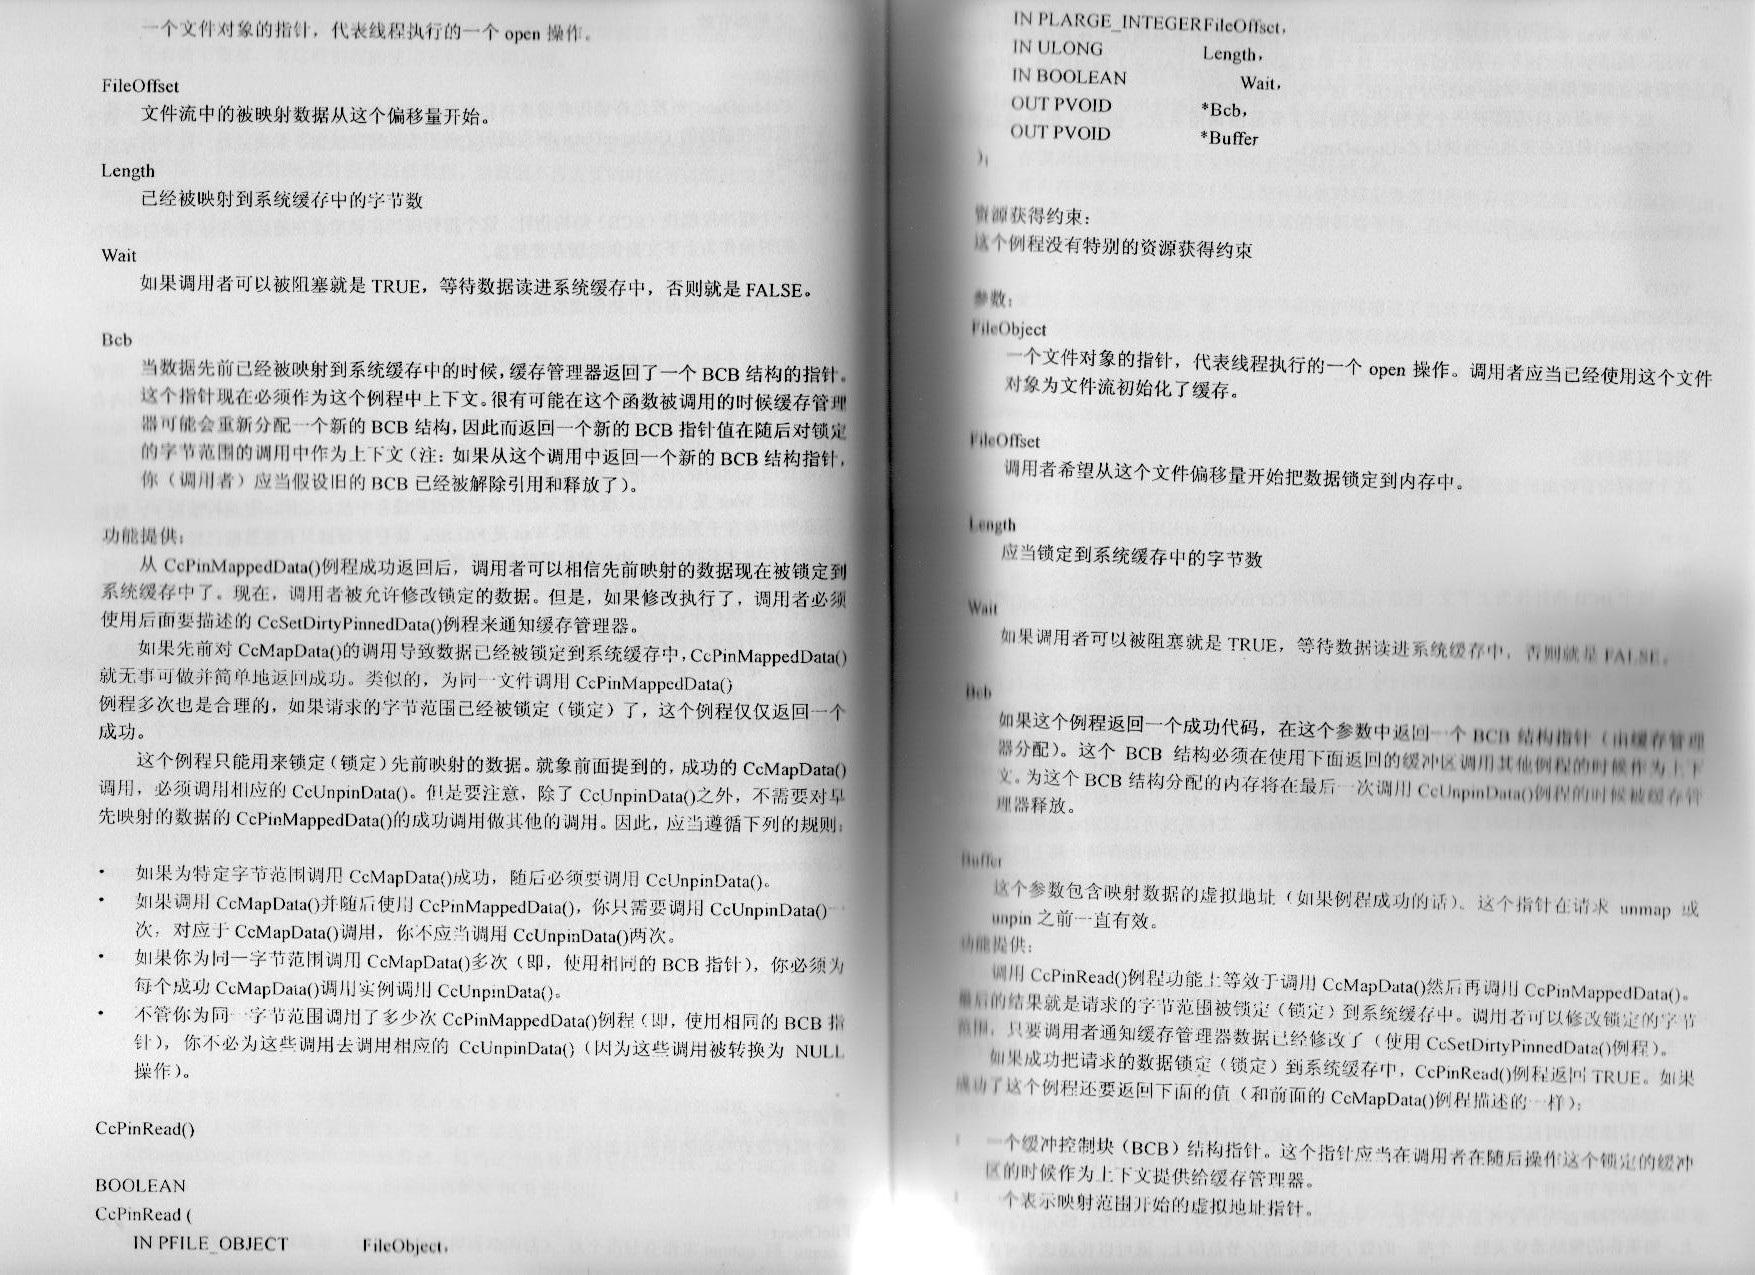 一个文件对象的指针，代表线程执行的一个 open 操作。
FileOffset
文件流中的被映射数据从这个偏移量开始。
Length
已经被映射到系统缓存中的字节数
Wait
如果调用者可以被阻塞就是 TRUE，等待数据读进系统缓存中，否则就是 FALSE。
Bcb
当数据先前已经被映射到系统缓存中的时候，缓存管理器返回了一个 BCB 结构的指针。
这个指针现在必须作为这个例程中上下文。很有可能在这个函数被调用的时候缓存管理
器可能会重新分配一个新的 BCB 结构，因此而返回一个新的 BCB 指针值在随后对锁定
的字节范围的调用中作为上下文（注：如果从这个调用中返回一个新的 BCB 结构指针，
你（调用者）应当假设旧的 BCB 已经被解除引用和释放了）。
功能提供：
从 CcPinMappedData()例程成功返回后，调用者可以相信先前映射的数据现在被锁定到
系统缓存中了。现在，调用者被允许修改锁定的数据。但是，如果修改执行了，调用者必须
使用后面要描述的 CcSetDirtyPinnedData()例程来通知缓存管理器。
如果先前对 CcMapData()的调用导致数据已经被锁定到系统缓存中，CcPinMappedData()
就无事可做并简单地返回成功。类似的，为同一文件调用 CcPinMappedData()
例程多次也是合理的，如果请求的字节范围已经被锁定（锁定）了，这个例程仅仅返回一个
成功。
这个例程只能用来锁定（锁定）先前映射的数据。就象前面提到的，成功的 CcMapData()
调用，必须调用相应的 CcUnpinData()。但是要注意，除了 CcUnpinData()之外，不需要对早
先映射的数据的 CcPinMappedData()的成功调用做其他的调用。因此，应当遵循下列的规则：
• 如果为特定字节范围调用 CcMapData()成功，随后必须要调用 CcUnpinData()。
• 如果调用 CcMapData()并随后使用 CcPinMappedData()，你只需要调用 CcUnpinData()一
次，对应于 CcMapData()调用，你不应当调用 CcUnpinData()两次。
• 如果你为同一字节范围调用 CcMapData()多次（即，使用相同的 BCB 指针），你必须为
每个成功 CcMapData()调用实例调用 CcUnpinData()。
• 不管你为同一字节范围调用了多少次 CcPinMappedData()例程（即，使用相同的 BCB 指
针），你不必为这些调用去调用相应的 CcUnpinData()（因为这些调用被转换为 NULL
操作）。
CcPinRead()
BOOLEAN
CcPinRead (
IN PFILE_OBJECT FileObject,
IN PLARGE_INTEGERFileOffset,
IN ULONG Length,
IN BOOLEAN Wait,
OUT PVOID *Bcb,
OUT PVOID *Buffer
);
资源获得约束：
这个例程没有特别的资源获得约束
参数：
FileObject
一个文件对象的指针，代表线程执行的一个 open 操作。调用者应当已经使用这个文件
对象为文件流初始化了缓存。
FileOffset
调用者希望从这个文件偏移量开始把数据锁定到内存中。
Length
应当锁定到系统缓存中的字节数
Wait
如果调用者可以被阻塞就是 TRUE，等待数据读进系统缓存中，否则就是 FALSE。
Bcb
如果这个例程返回一个成功代码，在这个参数中返回一个 BCB 结构指针（由缓存管理
器分配）。这个 BCB 结构必须在使用下面返回的缓冲区调用其他例程的时候作为上下
文。为这个 BCB 结构分配的内存将在最后一次调用 CcUnpinData()例程的时候被缓存管
理器释放。
Buffer
这个参数包含映射数据的虚拟地址（如果例程成功的话）。这个指针在请求 unmap 或
unpin 之前一直有效。
功能提供：
调用 CcPinRead()例程功能上等效于调用 CcMapData()然后再调用 CcPinMappedData()。
最后的结果就是请求的字节范围被锁定（锁定）到系统缓存中。调用者可以修改锁定的字节
范围，只要调用者通知缓存管理器数据已经修改了（使用 CcSetDirtyPinnedData()例程）。
如果成功把请求的数据锁定（锁定）到系统缓存中，CcPinRead()例程返回 TRUE。如果
成功了这个例程还要返回下面的值（和前面的 CcMapData()例程描述的一样）：
一个缓冲控制块（BCB）结构指针。这个指针应当在调用者在随后操作这个锁定的缓冲
区的时候作为上下文提供给缓存管理器。
个表示映射范围开始的虚拟地址指针。